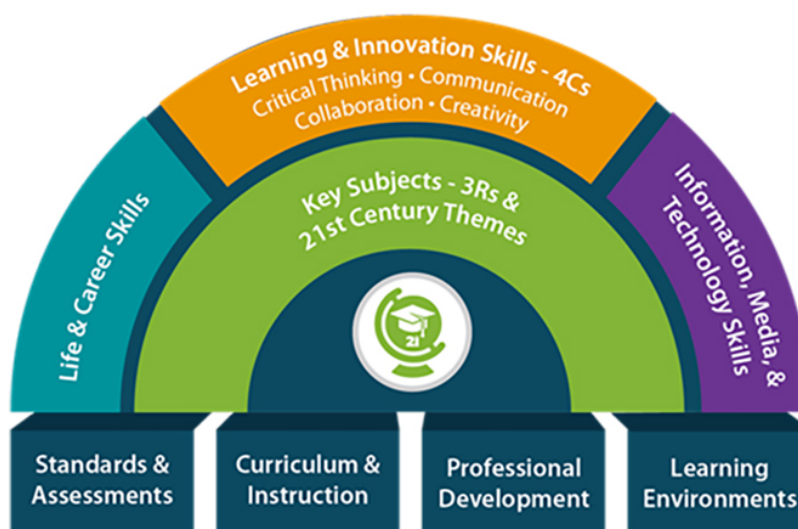 Learning & Innovation Skills - 4Cs
Critical Thinking • Communication
Collaboration • Creativity
Life & Career Skills
Key Subjects - 3Rs &
21st Century Themes
Information, Media, &
Technology Skills
21
Standards &
Assessments
Curriculum &
Instruction
Professional
Development
Learning
Environments